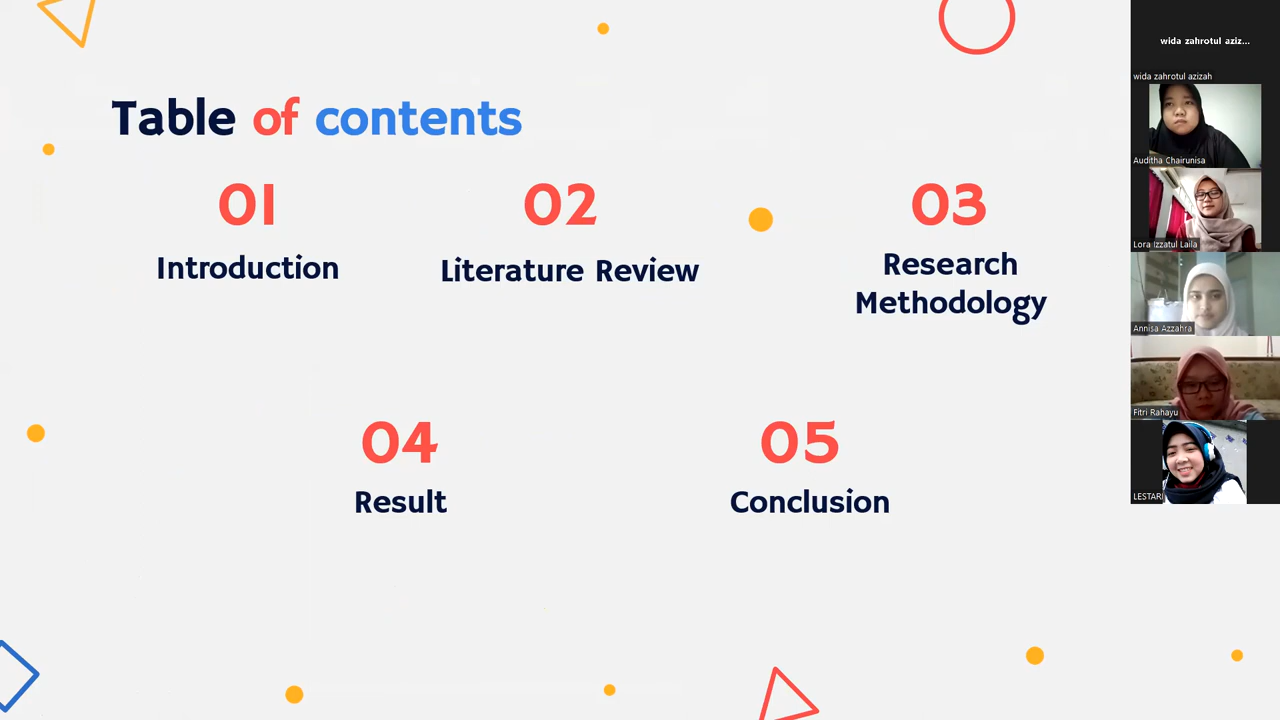 Table of contents
01
Introduction
02
Literature Review
03
Research
Methodology
04
Result
05
Conclusion
wida zahrotul aziz...
wida zahrotul azizah
Auditha Chairunisa
Lora Izzatul Laila
Annisa Azzahra
Fitri Rahayu
LESTARI